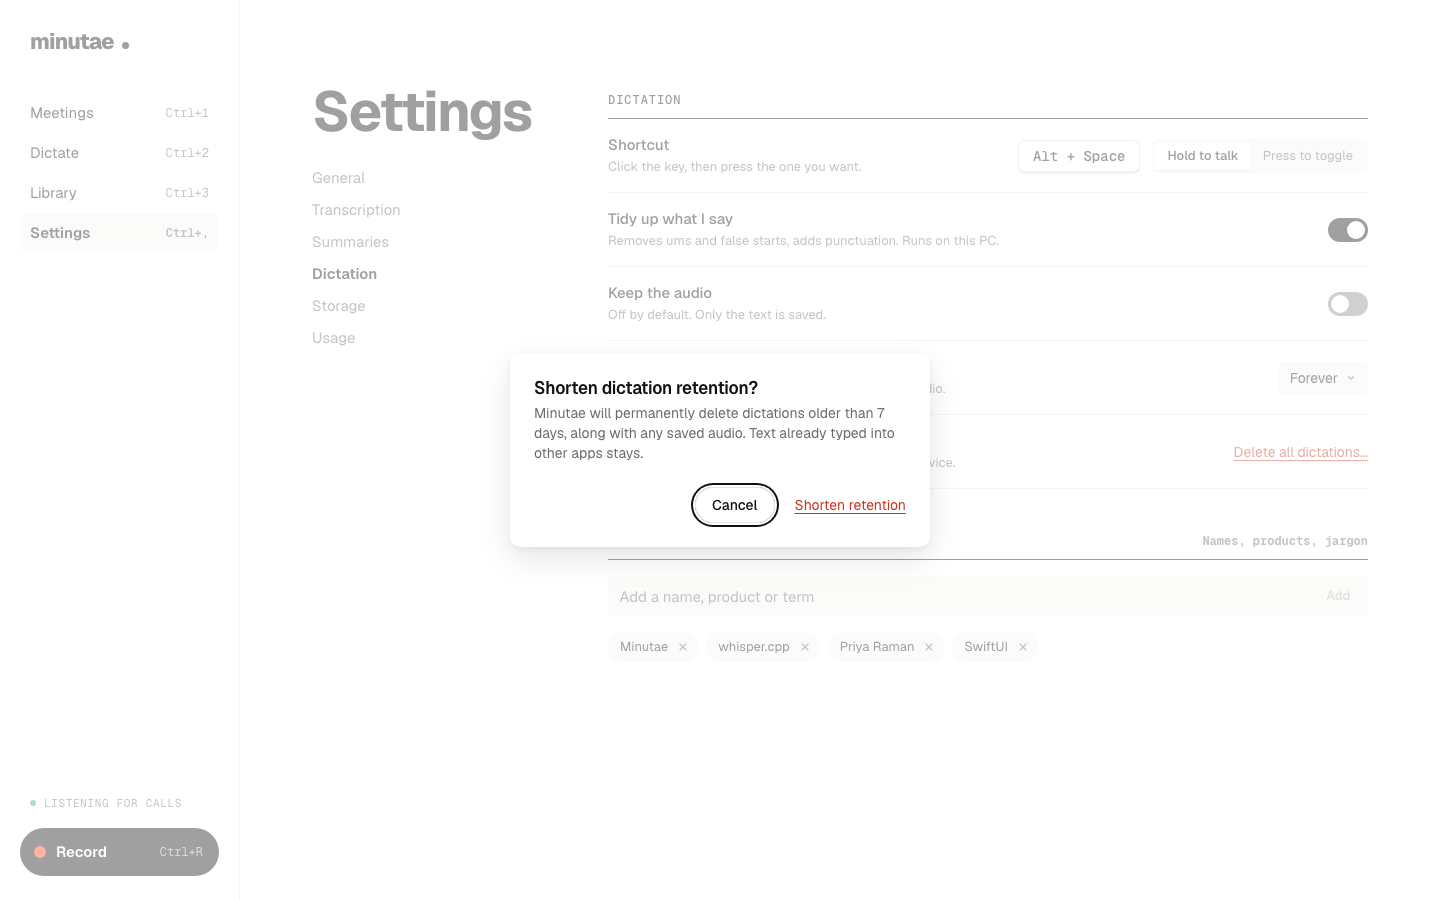 minutae
Meetings Ctrl+1
Dictate Ctrl+2
Library Ctrl+3
Settings Ctrl+,
LISTENING FOR CALLS
Record Ctrl+R
Settings
General
Transcription
Summaries
Dictation
Storage
Usage
DICTATION
Shortcut
Click the key, then press the one you want.
Alt + Space
Hold to talk
Press to toggle
Tidy up what I say
Removes ums and false starts, adds punctuation. Runs on this PC.
Keep the audio
Off by default. Only the text is saved.
Forever
Delete all dictations...
Shorten dictation retention?
Minutae will permanently delete dictations older than 7
days, along with any saved audio. Text already typed into
other apps stays.
Cancel
Shorten retention
Names, products, jargon
Add a name, product or term
Add
Minutae ×
whisper.cpp ×
Priya Raman ×
SwiftUI ×